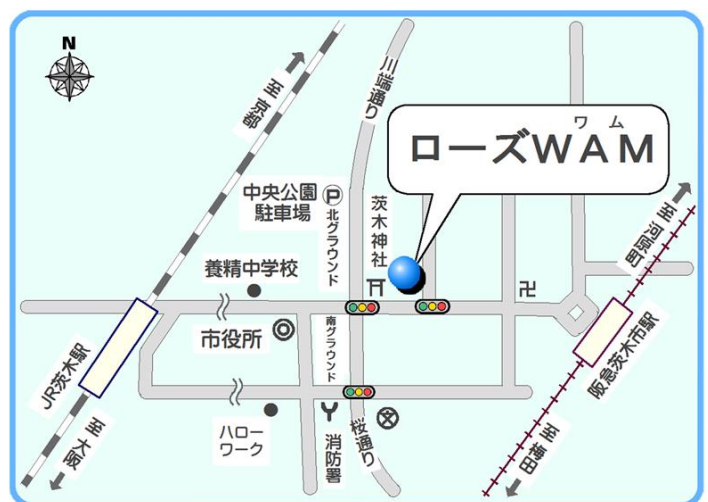 N
至 京都
川端通り
ワム
ローズWAM
中央公園
駐車場
P
北グラウンド
茨木神社
至 河原町
養精中学校
市役所
南グラウンド
JR茨木駅
阪急茨木市駅
至 大阪
ハロー
ワーク
消防署
桜通り
至 梅田